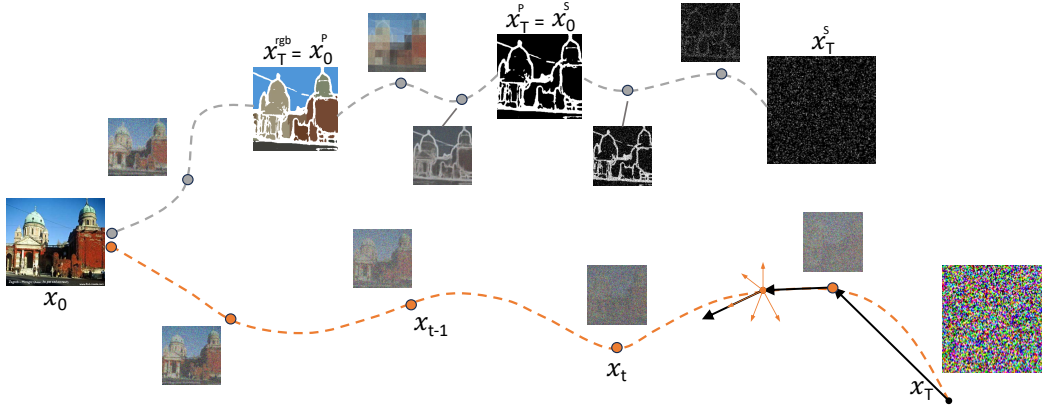 x_T^rgb = x_0^P
x_T^P = x_0^S
x_T^S
x_0
x_t-1
x_t
x_T